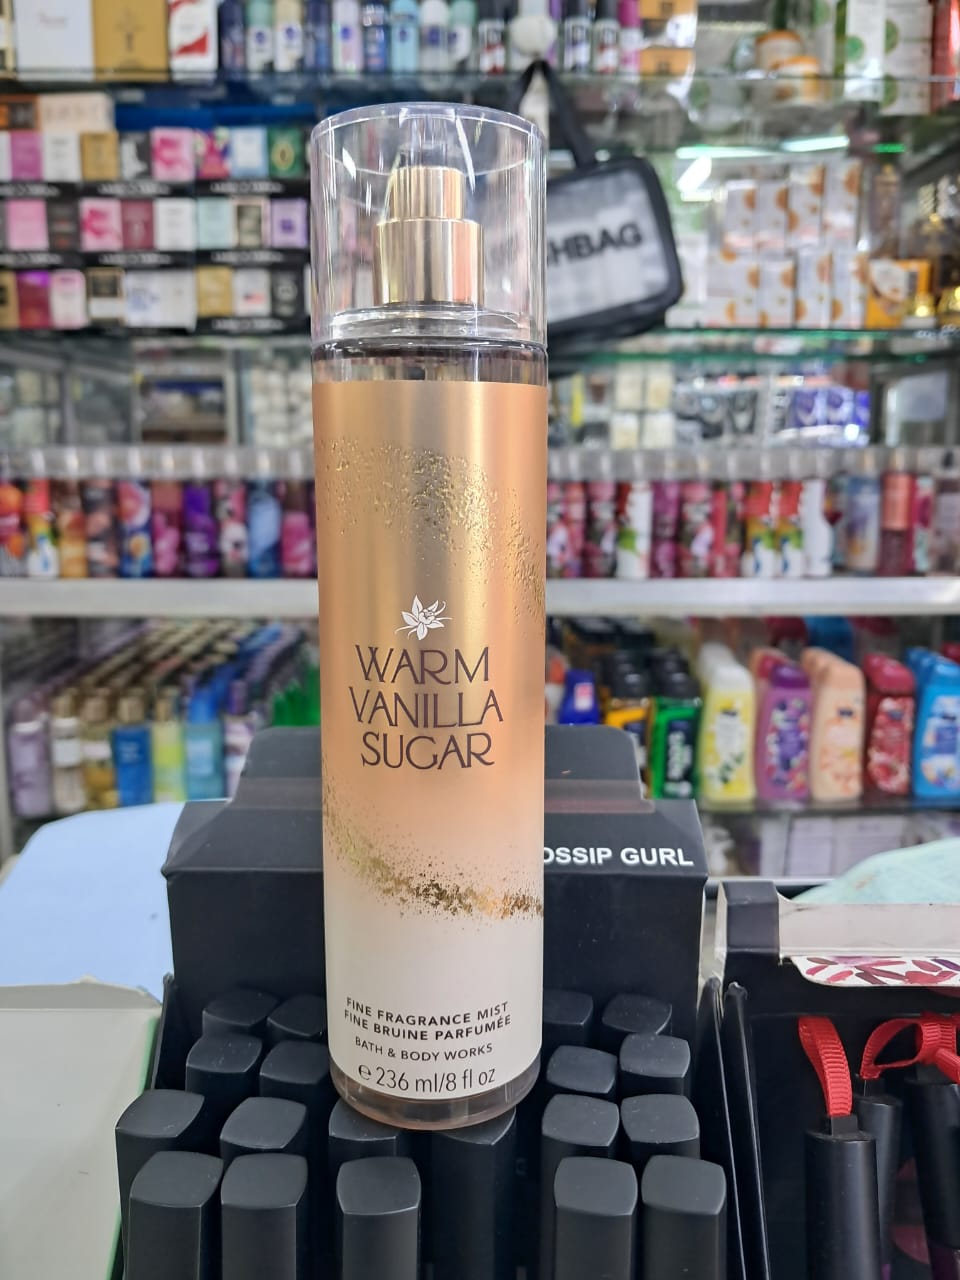 HBAG
WARM
VANILLA
SUGAR
OSSIP GURL
FINE FRAGRANCE MIST
FINE BRUINE PARFUMÉE
BATH & BODY WORKS
℮ 236 ml/8 fl oz